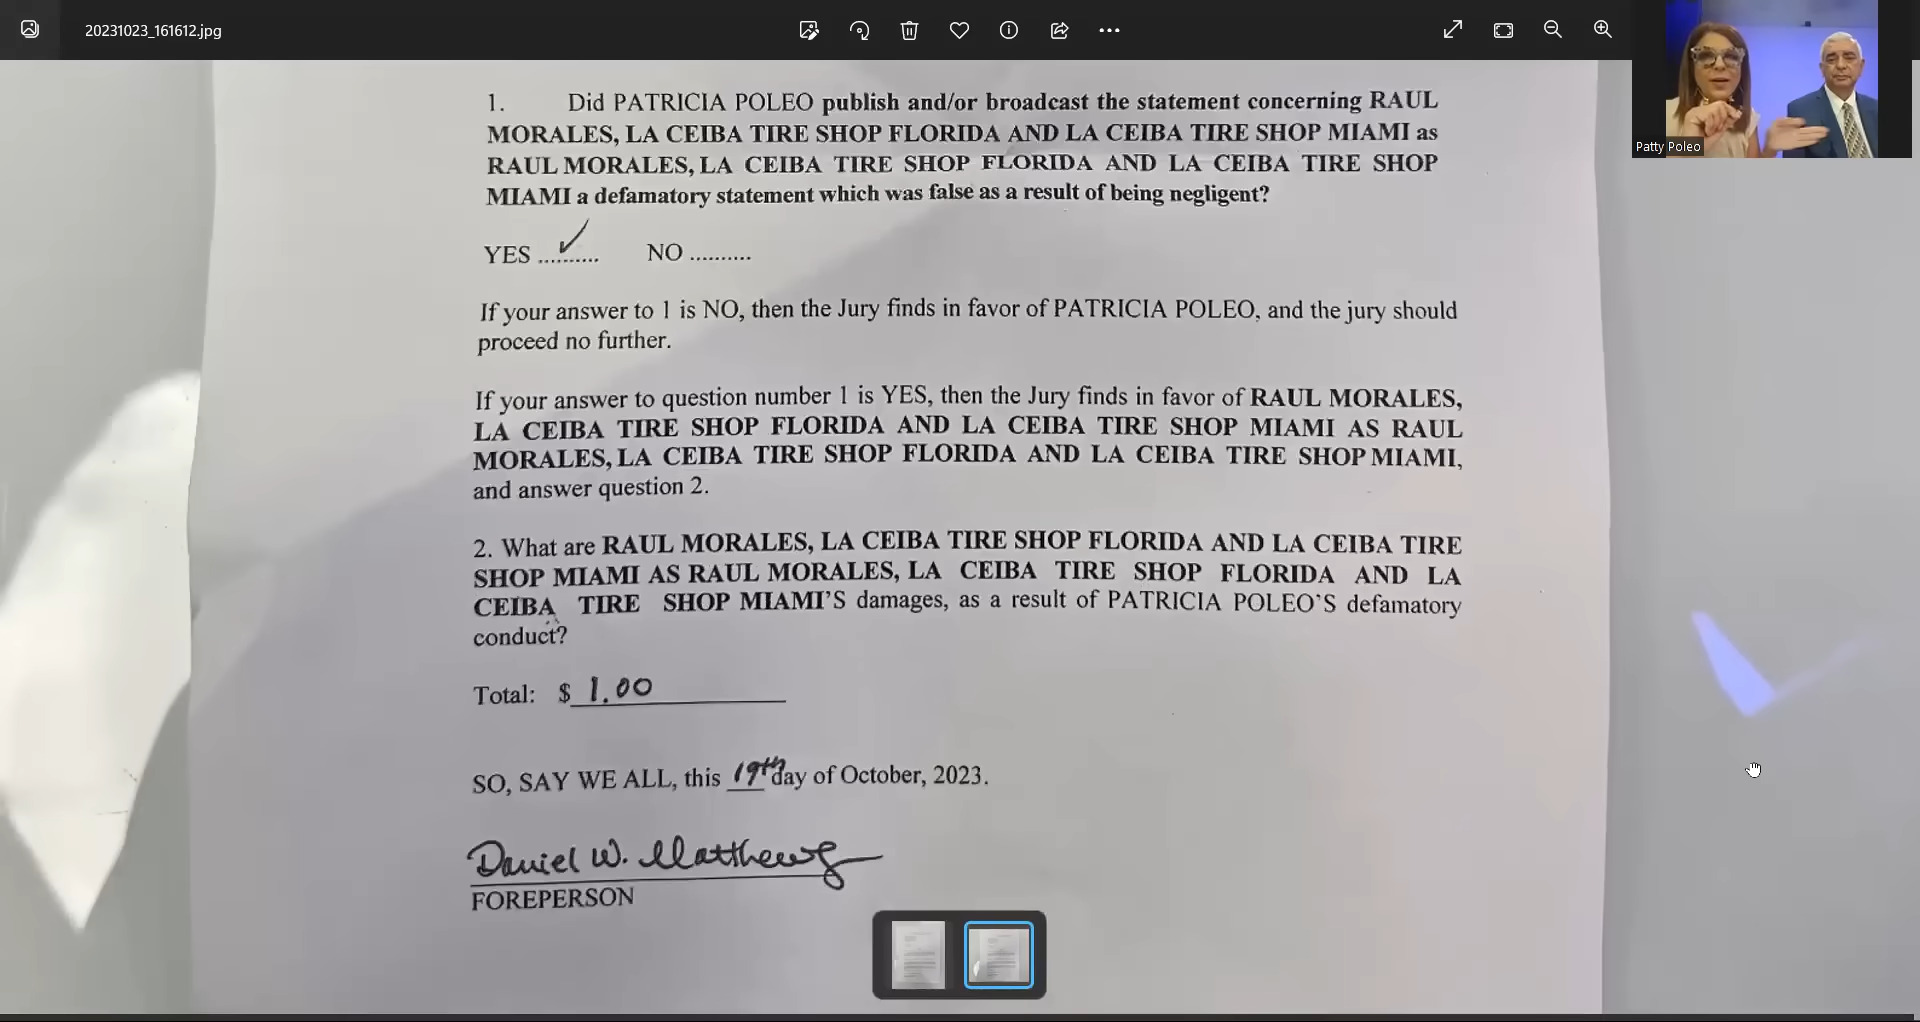 20231023_161612.jpg
Patty Poleo
1. Did PATRICIA POLEO publish and/or broadcast the statement concerning RAUL
MORALES, LA CEIBA TIRE SHOP FLORIDA AND LA CEIBA TIRE SHOP MIAMI as
RAUL MORALES, LA CEIBA TIRE SHOP FLORIDA AND LA CEIBA TIRE SHOP
MIAMI a defamatory statement which was false as a result of being negligent?
YES .......... NO ..........
If your answer to 1 is NO, then the Jury finds in favor of PATRICIA POLEO, and the jury should
proceed no further.
If your answer to question number 1 is YES, then the Jury finds in favor of RAUL MORALES,
LA CEIBA TIRE SHOP FLORIDA AND LA CEIBA TIRE SHOP MIAMI AS RAUL
MORALES, LA CEIBA TIRE SHOP FLORIDA AND LA CEIBA TIRE SHOP MIAMI,
and answer question 2.
2. What are RAUL MORALES, LA CEIBA TIRE SHOP FLORIDA AND LA CEIBA TIRE
SHOP MIAMI AS RAUL MORALES, LA CEIBA TIRE SHOP FLORIDA AND LA
CEIBA TIRE SHOP MIAMI'S damages, as a result of PATRICIA POLEO'S defamatory
conduct?
Total: $ 1.00
SO, SAY WE ALL, this 19th day of October, 2023.
Daniel W. Matthews
FOREPERSON